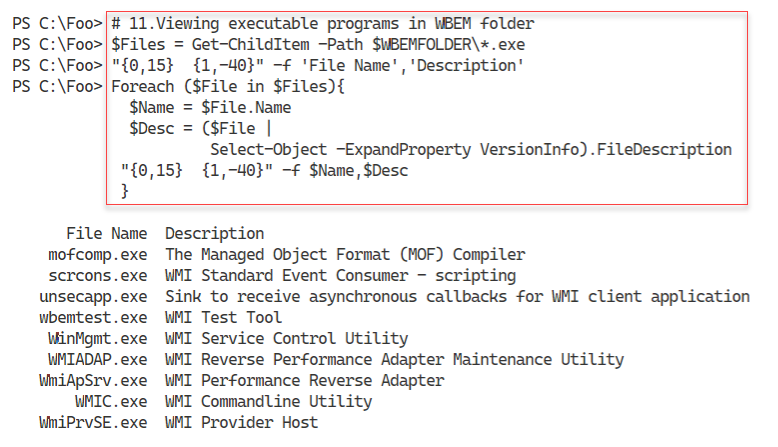 PS C:\Foo> # 11.Viewing executable programs in WBEM folder
PS C:\Foo> $Files = Get-ChildItem -Path $WBEMFOLDER\*.exe
PS C:\Foo> "{0,15}  {1,-40}" -f 'File Name','Description'
PS C:\Foo> Foreach ($File in $Files){
  $Name = $File.Name
  $Desc = ($File |
           Select-Object -ExpandProperty VersionInfo).FileDescription
 "{0,15}  {1,-40}" -f $Name,$Desc
 }
      File Name  Description
    mofcomp.exe  The Managed Object Format (MOF) Compiler
    scrcons.exe  WMI Standard Event Consumer - scripting
   unsecapp.exe  Sink to receive asynchronous callbacks for WMI client application
   wbemtest.exe  WMI Test Tool
    WinMgmt.exe  WMI Service Control Utility
    WMIADAP.exe  WMI Reverse Performance Adapter Maintenance Utility
   WmiApSrv.exe  WMI Performance Reverse Adapter
       WMIC.exe  WMI Commandline Utility
   WmiPrvSE.exe  WMI Provider Host